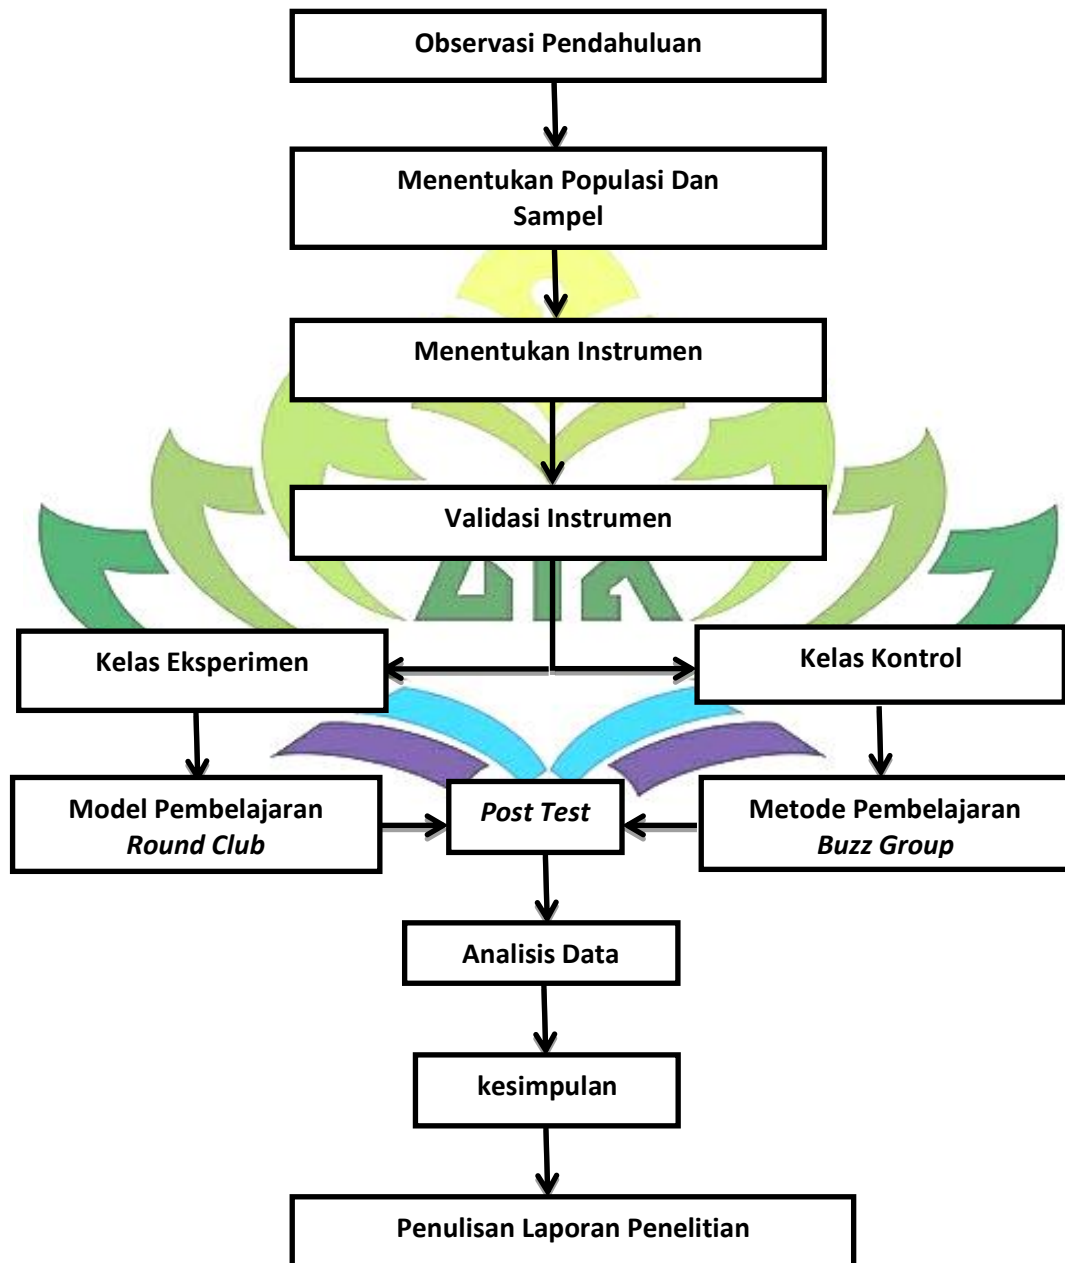 Observasi Pendahuluan
Menentukan Populasi Dan
Sampel
Menentukan Instrumen
Validasi Instrumen
Kelas Eksperimen
Kelas Kontrol
Model Pembelajaran
Round Club
Post Test
Metode Pembelajaran
Buzz Group
Analisis Data
kesimpulan
Penulisan Laporan Penelitian